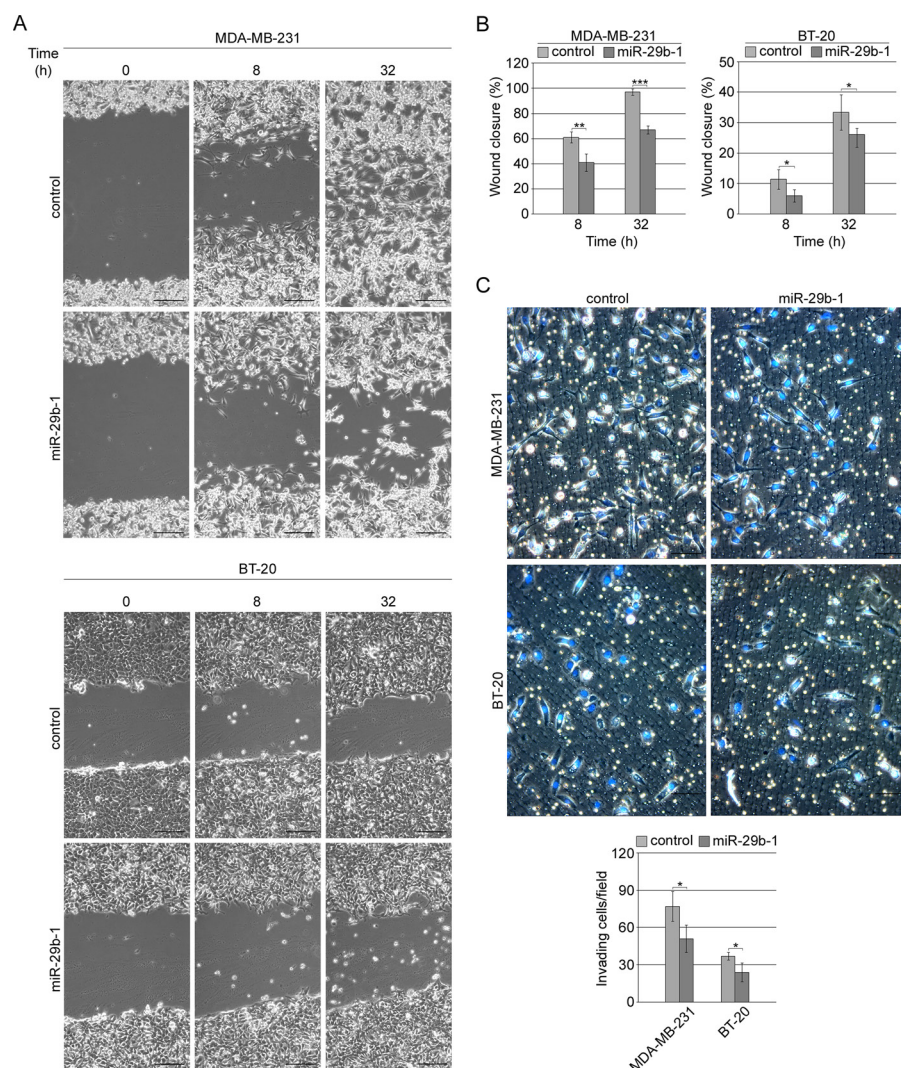 A
MDA-MB-231
Time
(h)
0 8 32
control
miR-29b-1
BT-20
0 8 32
control
miR-29b-1
B
MDA-MB-231
control miR-29b-1
Wound closure (%)
120
100
80
60
40
20
0
** ***
8 32
Time (h)
BT-20
control miR-29b-1
Wound closure (%)
50
40
30
20
10
0
* *
8 32
Time (h)
C
control miR-29b-1
MDA-MB-231
BT-20
control miR-29b-1
Invading cells/field
120
90
60
30
0
* *
MDA-MB-231
BT-20